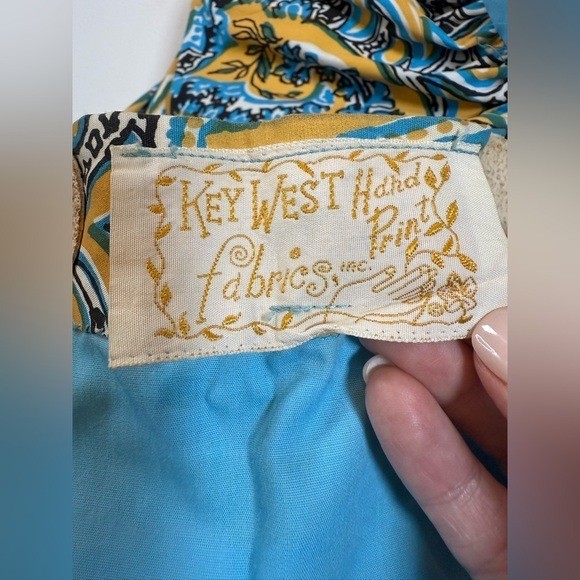 KEY WEST Hand
Print
fabrics, INC.